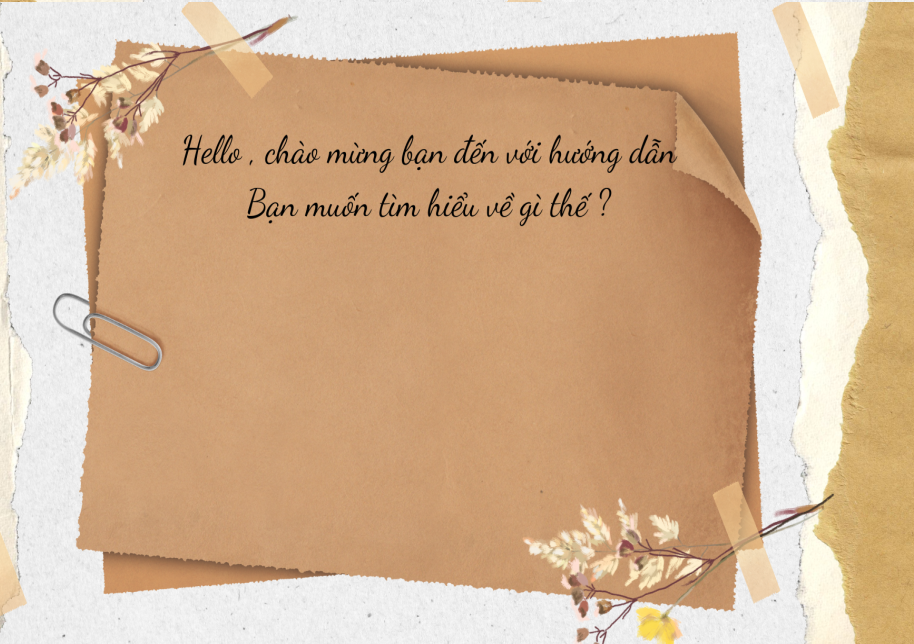 Hello , chào mừng bạn đến với hướng dẫn
Bạn muốn tìm hiểu về gì thế ?